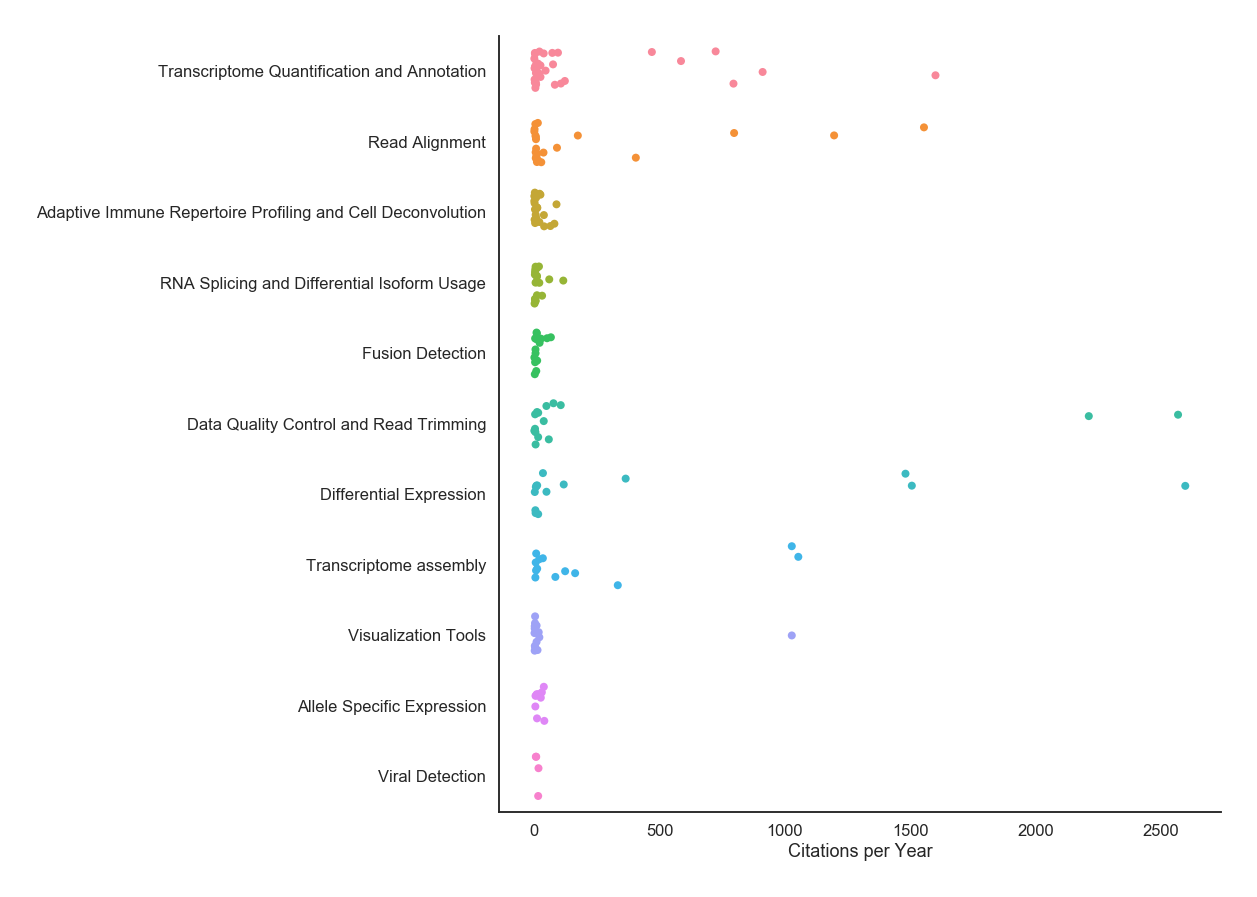 Transcriptome Quantification and Annotation
Read Alignment
Adaptive Immune Repertoire Profiling and Cell Deconvolution
RNA Splicing and Differential Isoform Usage
Fusion Detection
Data Quality Control and Read Trimming
Differential Expression
Transcriptome assembly
Visualization Tools
Allele Specific Expression
Viral Detection
0 500 1000 1500 2000 2500
Citations per Year